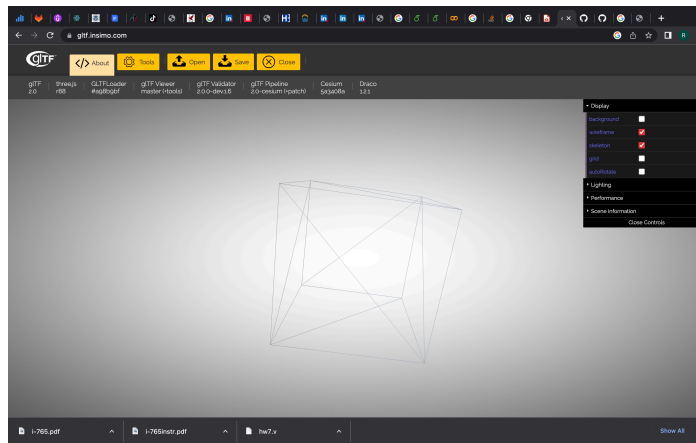 gltf.insimo.com
R
glTF
</> About
Tools
Open
Save
Close
glTF
2.0
three.js
r88
GLTFLoader
#a98b9bf
glTF Viewer
master (+tools)
glTF Validator
2.0.0-dev.1.6
glTF Pipeline
2.0-cesium (+patch)
Cesium
5a3408a
Draco
1.2.1
Display
background
wireframe
skeleton
grid
autoRotate
Lighting
Performance
Scene Information
Close Controls
i-765.pdf
i-765instr.pdf
hw7.v
Show All